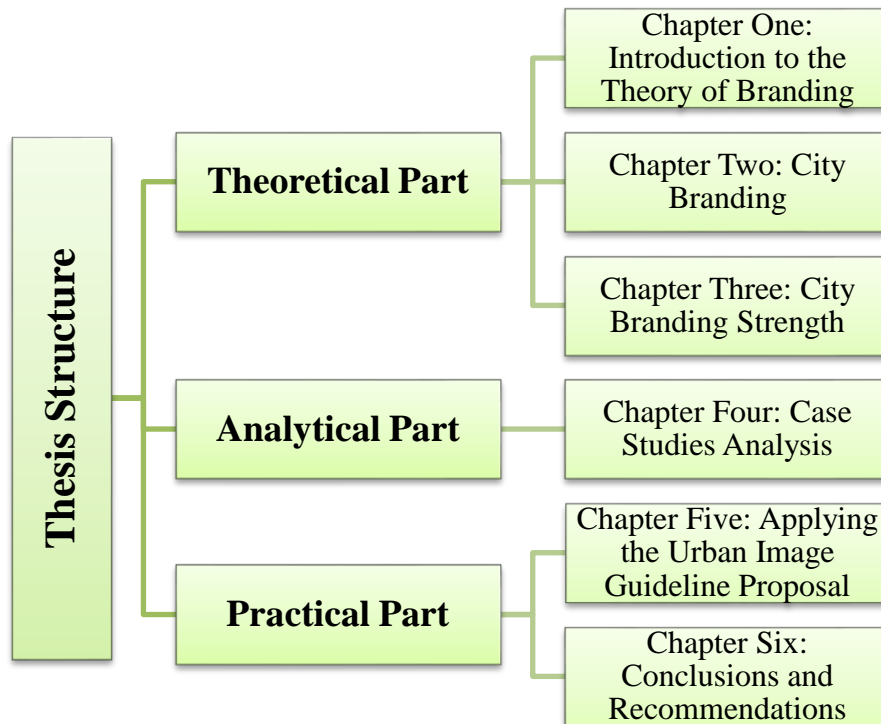 Thesis Structure
Theoretical Part
Chapter One:
Introduction to the
Theory of Branding
Chapter Two: City
Branding
Chapter Three: City
Branding Strength
Analytical Part
Chapter Four: Case
Studies Analysis
Practical Part
Chapter Five: Applying
the Urban Image
Guideline Proposal
Chapter Six:
Conclusions and
Recommendations